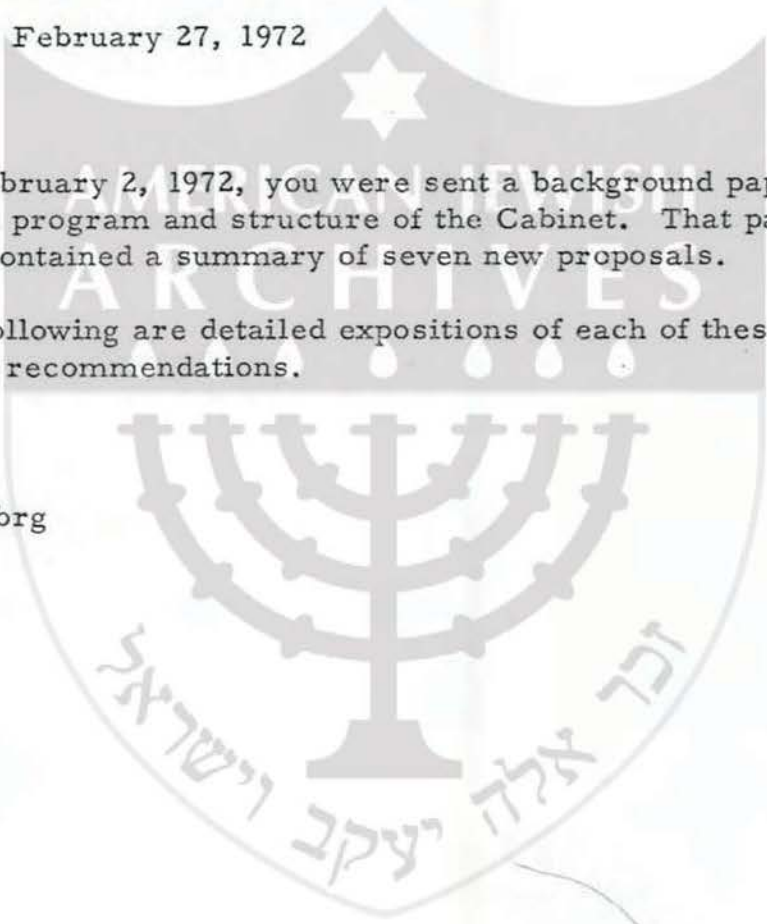 February 27, 1972
bruary 2, 1972, you were sent a background pap
program and structure of the Cabinet. That pa
ontained a summary of seven new proposals.
ollowing are detailed expositions of each of thes
recommendations.
org
AMERICAN JEWISH
ARCHIVES
זכר אלה יעקב וישראל